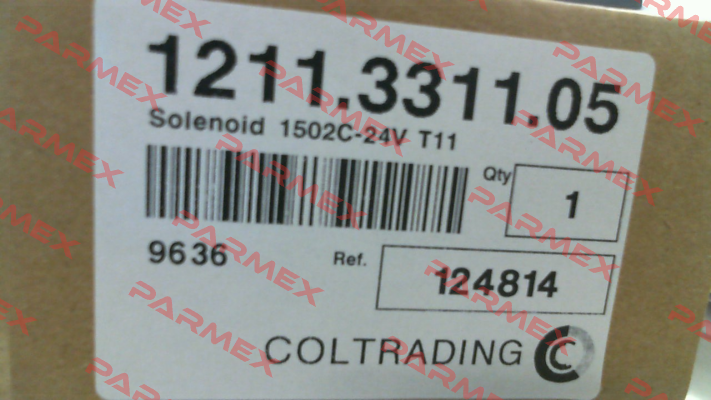 1211.3311.05
Solenoid 1502C-24V T11
Qty 1
9636
Ref. 124814
COLTRADING
PARMEX